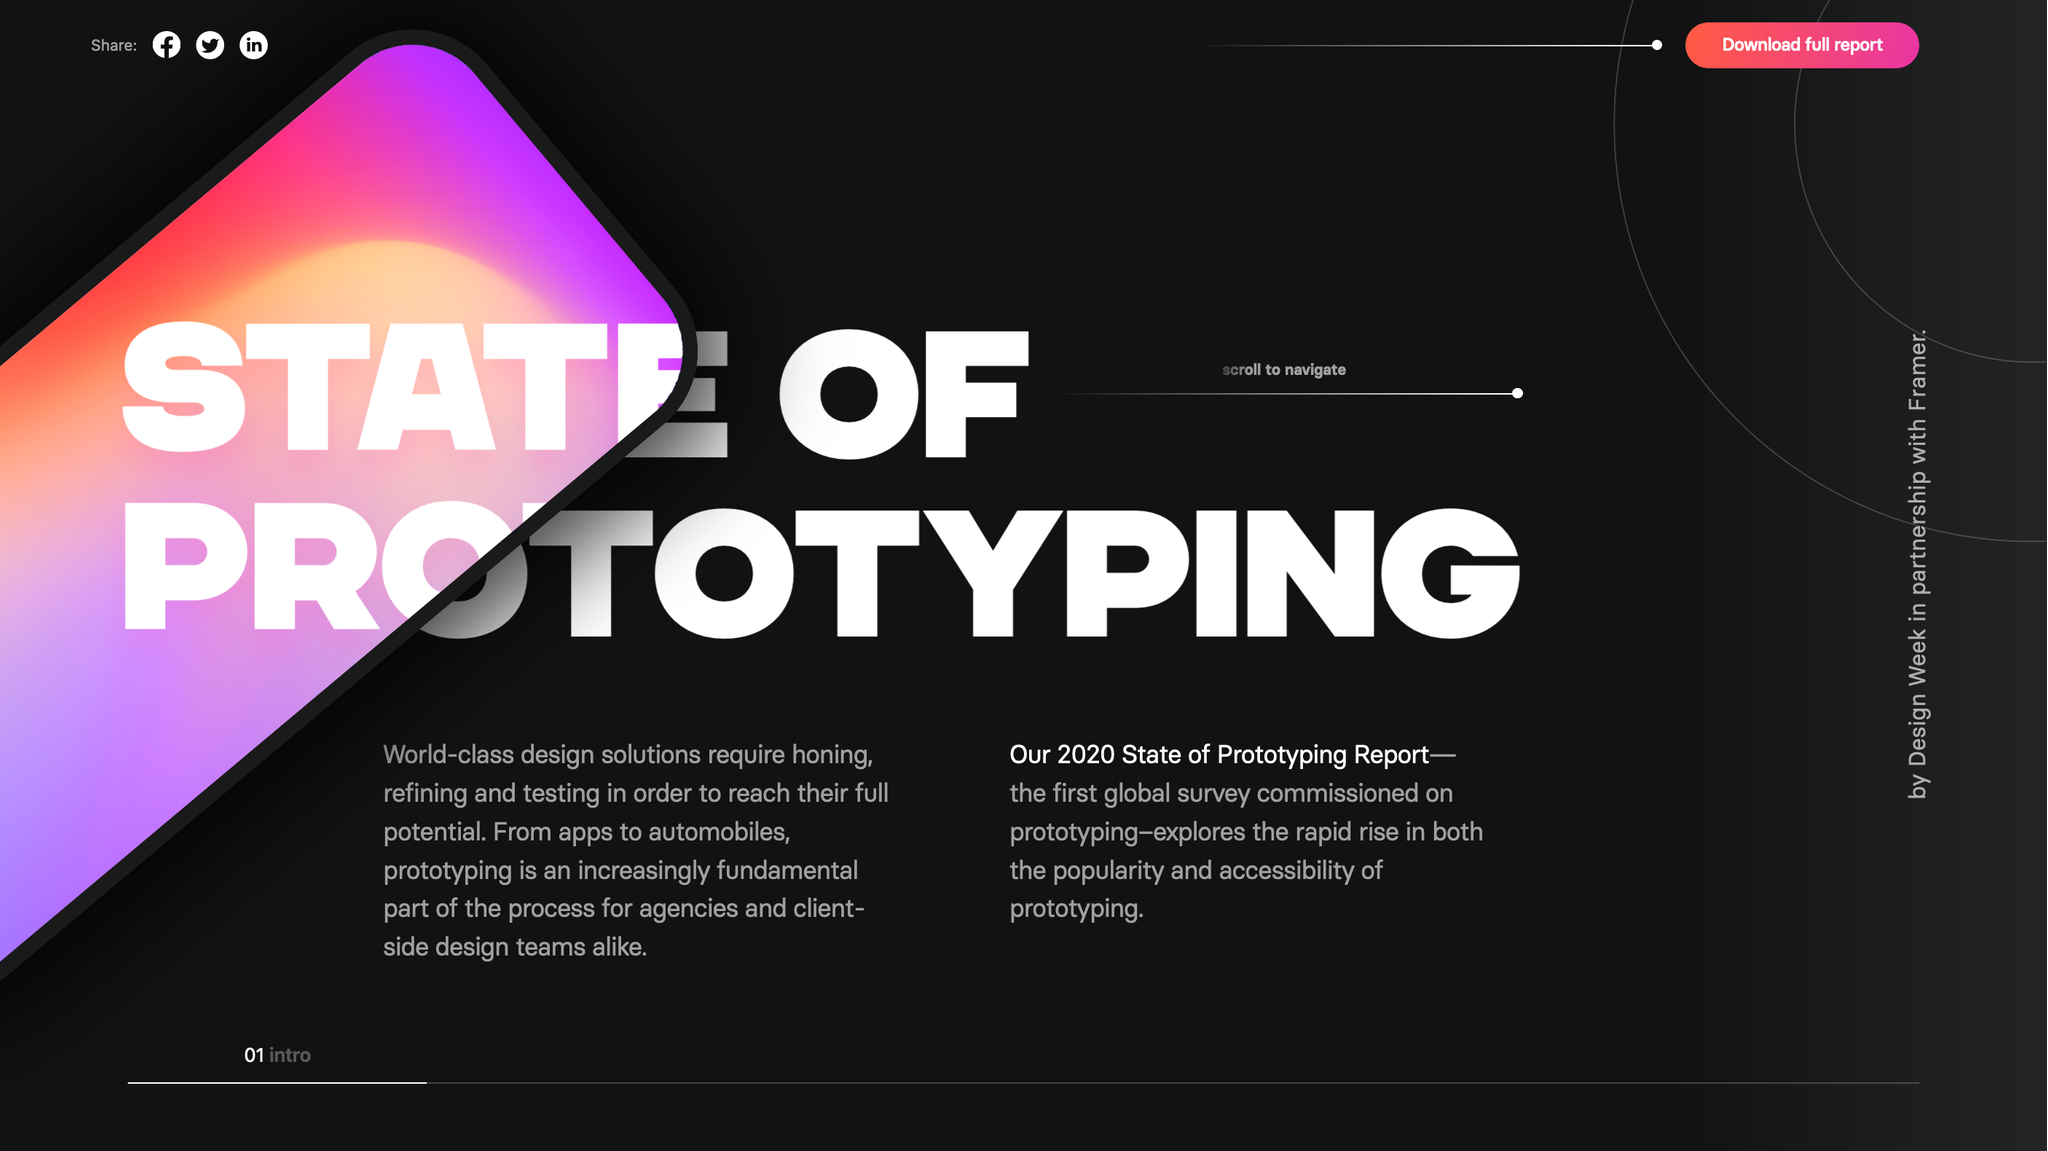 Share:
Download full report
STATE OF
scroll to navigate
PROTOTYPING
by Design Week in partnership with Framer.
World-class design solutions require honing,
refining and testing in order to reach their full
potential. From apps to automobiles,
prototyping is an increasingly fundamental
part of the process for agencies and client-
side design teams alike.
Our 2020 State of Prototyping Report—
the first global survey commissioned on
prototyping–explores the rapid rise in both
the popularity and accessibility of
prototyping.
01 intro